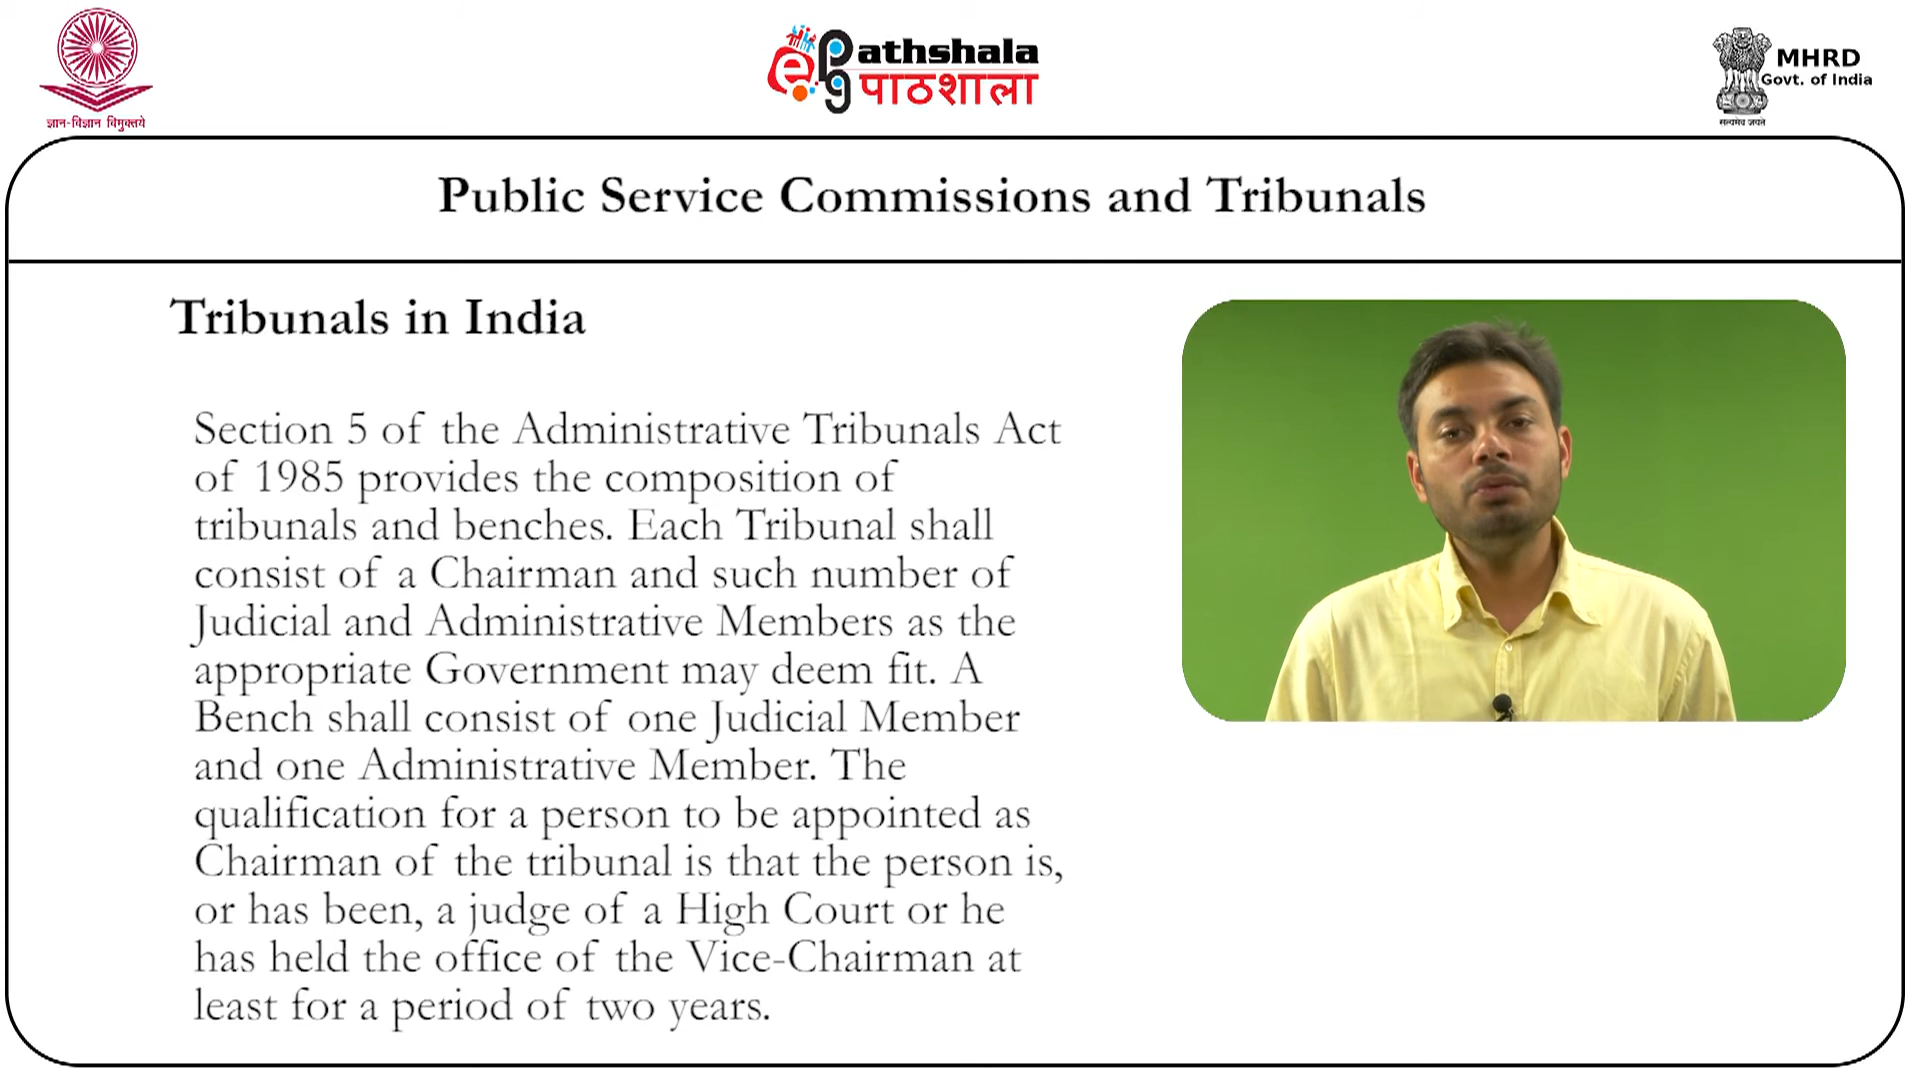 ज्ञान-विज्ञान विमुक्तये
ePG Pathshala
पाठशाला
MHRD
Govt. of India
सत्यमेव जयते
Public Service Commissions and Tribunals
Tribunals in India
Section 5 of the Administrative Tribunals Act
of 1985 provides the composition of
tribunals and benches. Each Tribunal shall
consist of a Chairman and such number of
Judicial and Administrative Members as the
appropriate Government may deem fit. A
Bench shall consist of one Judicial Member
and one Administrative Member. The
qualification for a person to be appointed as
Chairman of the tribunal is that the person is,
or has been, a judge of a High Court or he
has held the office of the Vice-Chairman at
least for a period of two years.